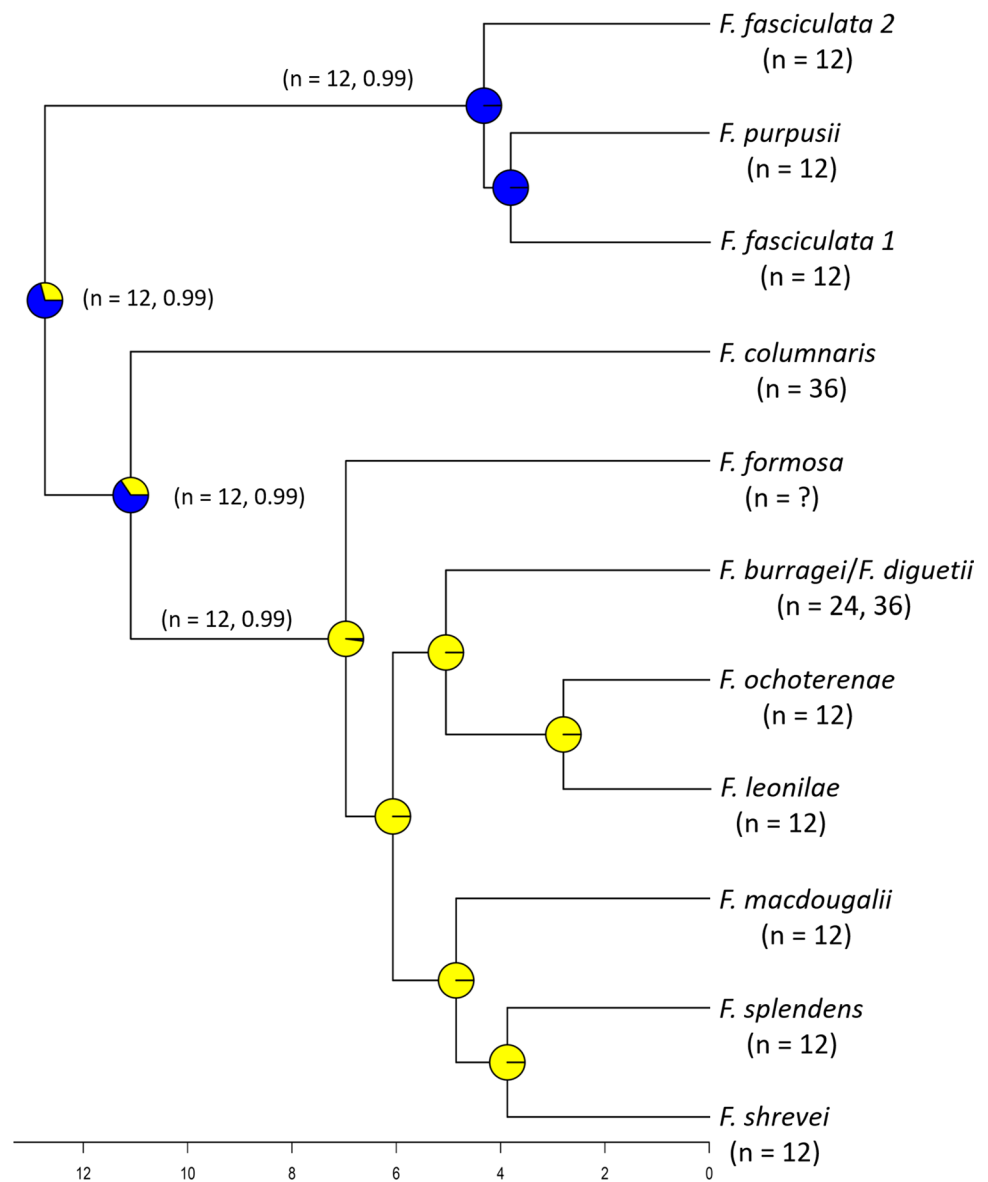 F. fasciculata 2
(n = 12)
(n = 12, 0.99)
F. purpusii
(n = 12)
F. fasciculata 1
(n = 12)
(n = 12, 0.99)
F. columnaris
(n = 36)
F. formosa
(n = ?)
(n = 12, 0.99)
F. burragei/F. diguetii
(n = 24, 36)
(n = 12, 0.99)
F. ochoterenae
(n = 12)
F. leonilae
(n = 12)
F. macdougalii
(n = 12)
F. splendens
(n = 12)
F. shrevei
(n = 12)
12 10 8 6 4 2 0